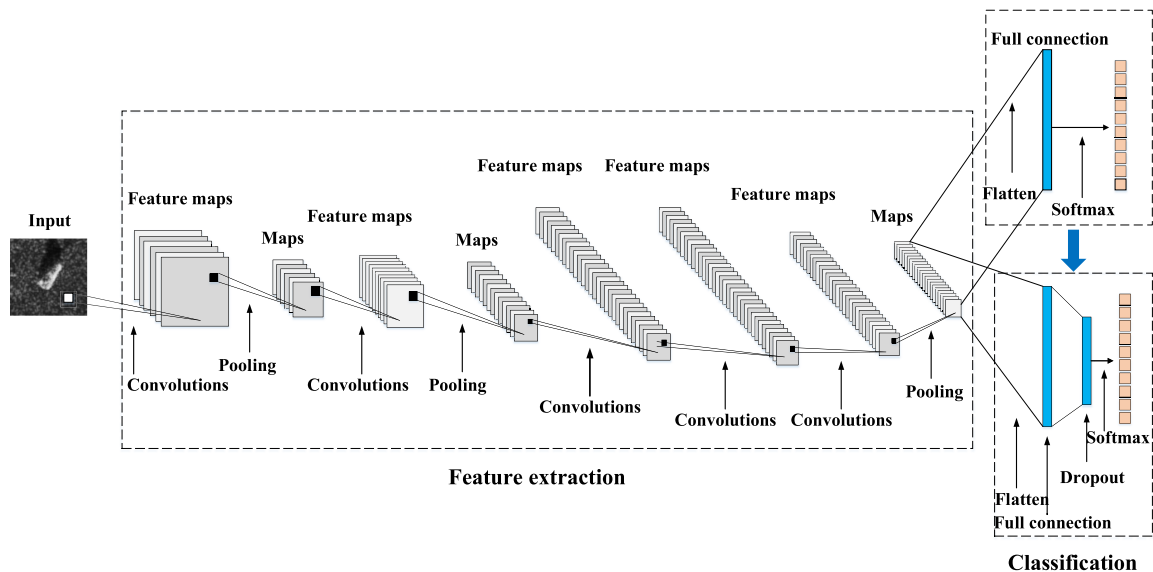 Input
Feature maps
Maps
Feature maps
Maps
Feature maps
Feature maps
Feature maps
Maps
Convolutions
Pooling
Convolutions
Pooling
Convolutions
Convolutions
Convolutions
Pooling
Feature extraction
Full connection
Flatten
Softmax
Softmax
Dropout
Flatten
Full connection
Classification